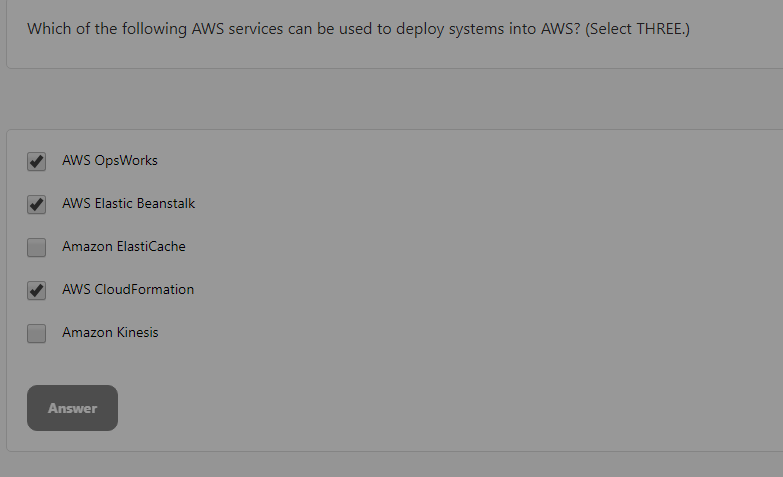 Which of the following AWS services can be used to deploy systems into AWS? (Select THREE.)
AWS OpsWorks
AWS Elastic Beanstalk
Amazon ElastiCache
AWS CloudFormation
Amazon Kinesis
Answer